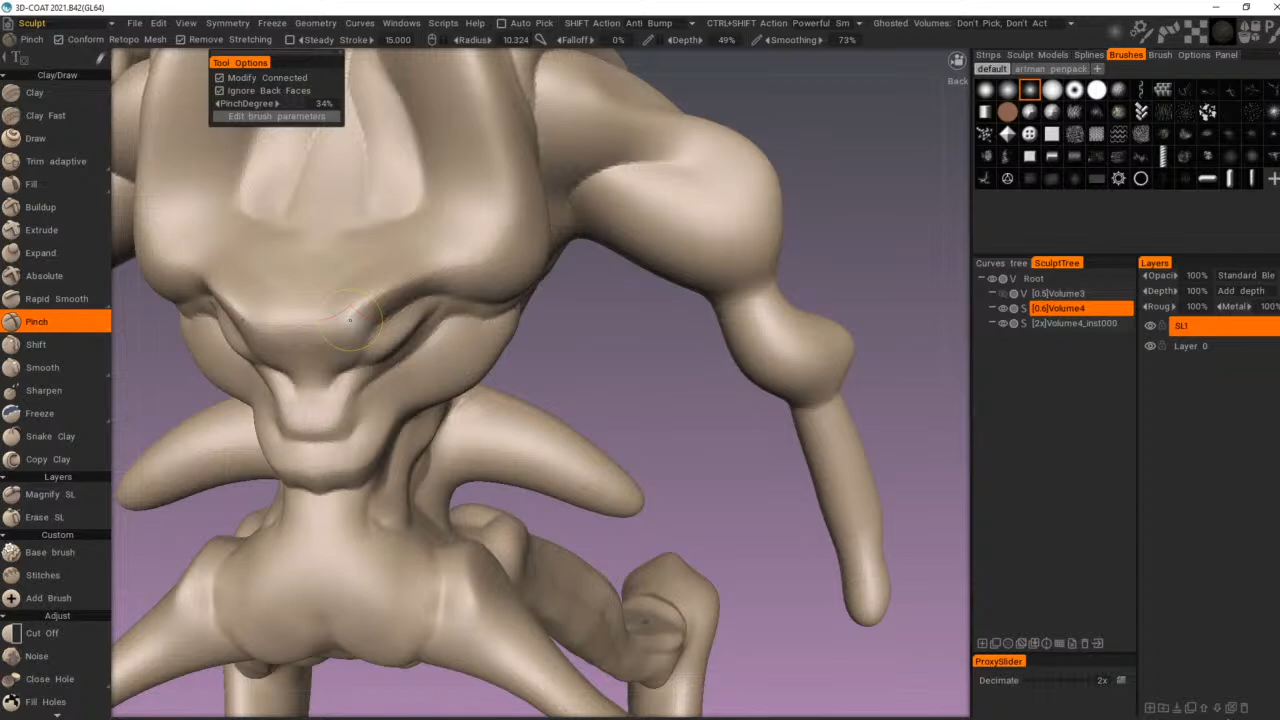 3D-COAT 2021.B42(GL64)
Sculpt File Edit View Symmetry Freeze Geometry Curves Windows Scripts Help Auto Pick SHIFT Action Anti Bump CTRL+SHIFT Action Powerful Sm Ghosted Volumes: Don't Pick, Don't Act
Pinch Conform Retopo Mesh Remove Stretching Steady Stroke 15.000 Radius 10.324 Falloff 0% Depth 49% Smoothing 73%
Tool Options
Modify Connected
Ignore Back Faces
PinchDegree 34%
Edit brush parameters
Clay/Draw
Clay
Clay Fast
Draw
Trim adaptive
Fill
Buildup
Extrude
Expand
Absolute
Rapid Smooth
Pinch
Shift
Smooth
Sharpen
Freeze
Snake Clay
Copy Clay
Layers
Magnify SL
Erase SL
Custom
Base brush
Stitches
Add Brush
Adjust
Cut Off
Noise
Close Hole
Fill Holes
Back
Strips Sculpt Models Splines Brushes Brush Options Panel
default artman penpack +
Curves tree SculptTree
V Root
V [0.5]Volume3
S [0.6]Volume4
S [2x]Volume4_inst000
ProxySlider
Decimate 2x
Layers
Opaci 100% Standard Ble
Depth 100% Add depth
Roug 100% Metal 100%
SL1
Layer 0